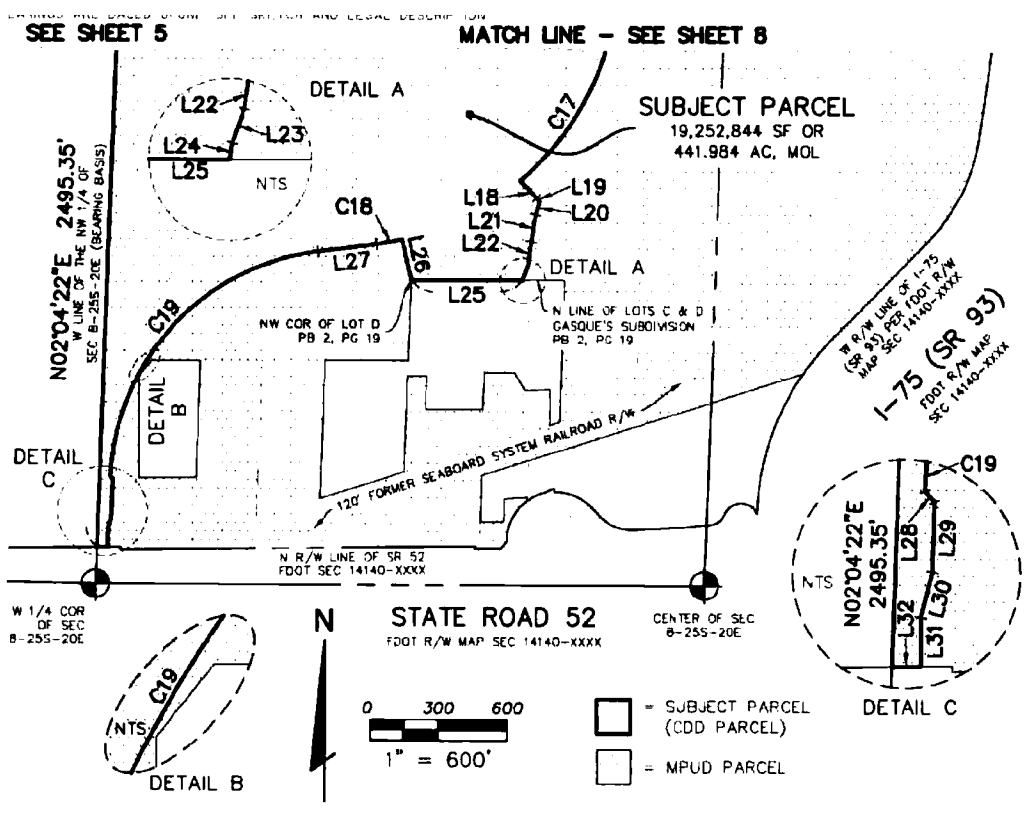 SEE SHEET 5
MATCH LINE - SEE SHEET 8
DETAIL A
L22
L23
L24
L25
NTS
C17
SUBJECT PARCEL
19,252,844 SF OR
441.984 AC, MOL
N02°04'22"E 2495.35'
W LINE OF THE NW 1/4 OF
SEC 8-25S-20E (BEARING BASIS)
C18
L18
L19
L20
L21
L22
L26
L27
L25
DETAIL A
C19
NW COR OF LOT D
PB 2, PG 19
N LINE OF LOTS C & D
GASQUE'S SUBDIVISION
PB 2, PG 19
W R/W LINE OF I-75
(SR 93) PER FDOT R/W
MAP SEC 14140-XXXX
I-75 (SR 93)
FDOT R/W MAP
SEC 14140-XXXX
DETAIL
B
DETAIL
C
120' FORMER SEABOARD SYSTEM RAILROAD R/W
N R/W LINE OF SR 52
FDOT SEC 14140-XXXX
C19
N02°04'22"E
2495.35'
L28
L29
NTS
L30
L32
L31
DETAIL C
W 1/4 COR
OF SEC
8-25S-20E
N
STATE ROAD 52
FDOT R/W MAP SEC 14140-XXXX
CENTER OF SEC
8-25S-20E
C19
NTS
DETAIL B
0 300 600
1" = 600'
= SUBJECT PARCEL
(CDD PARCEL)
= MPUD PARCEL